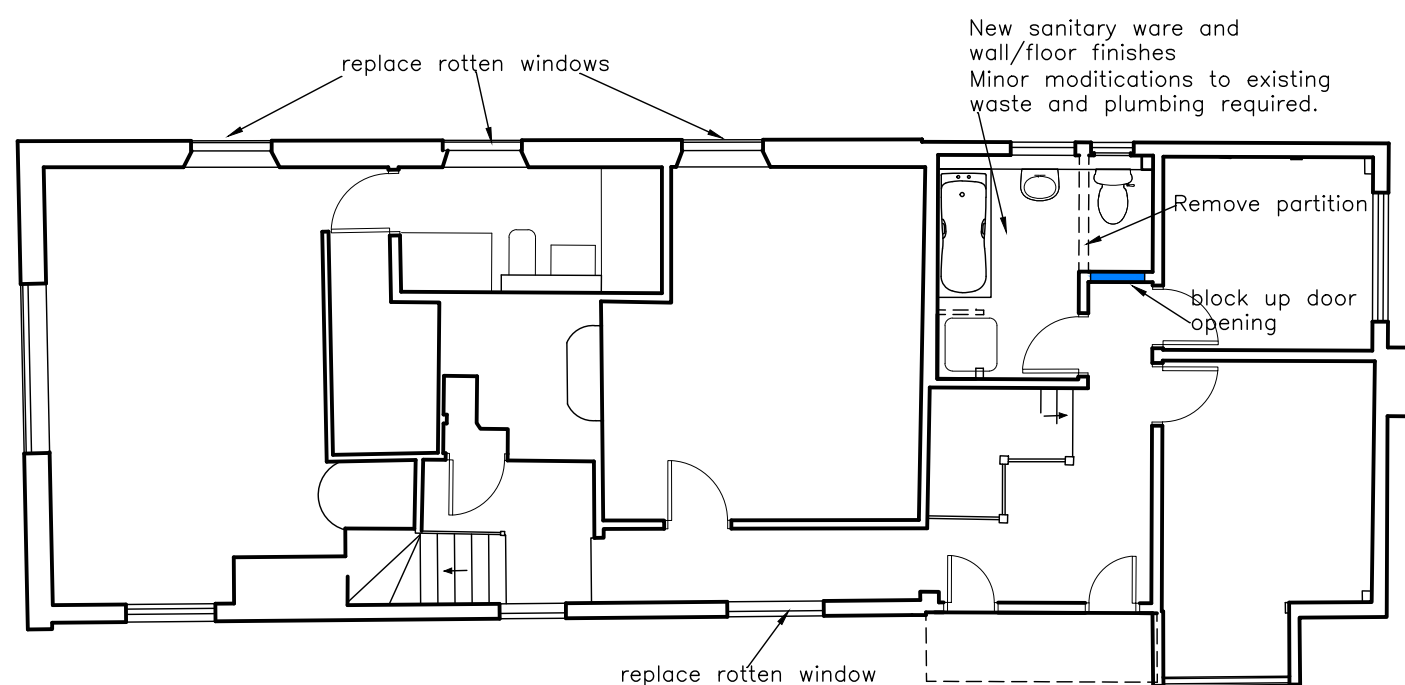 New sanitary ware and
wall/floor finishes
Minor moditications to existing
waste and plumbing required.
replace rotten windows
Remove partition
block up door
opening
replace rotten window